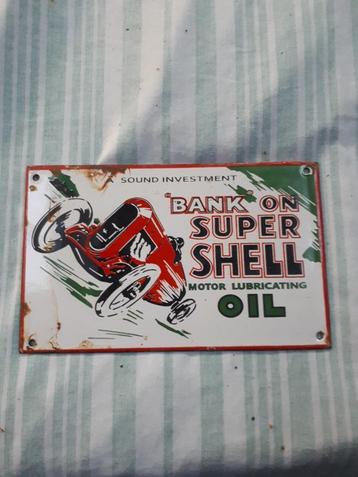 A SOUND INVESTMENT
"BANK" ON
SUPER
SHELL
MOTOR LUBRICATING
OIL